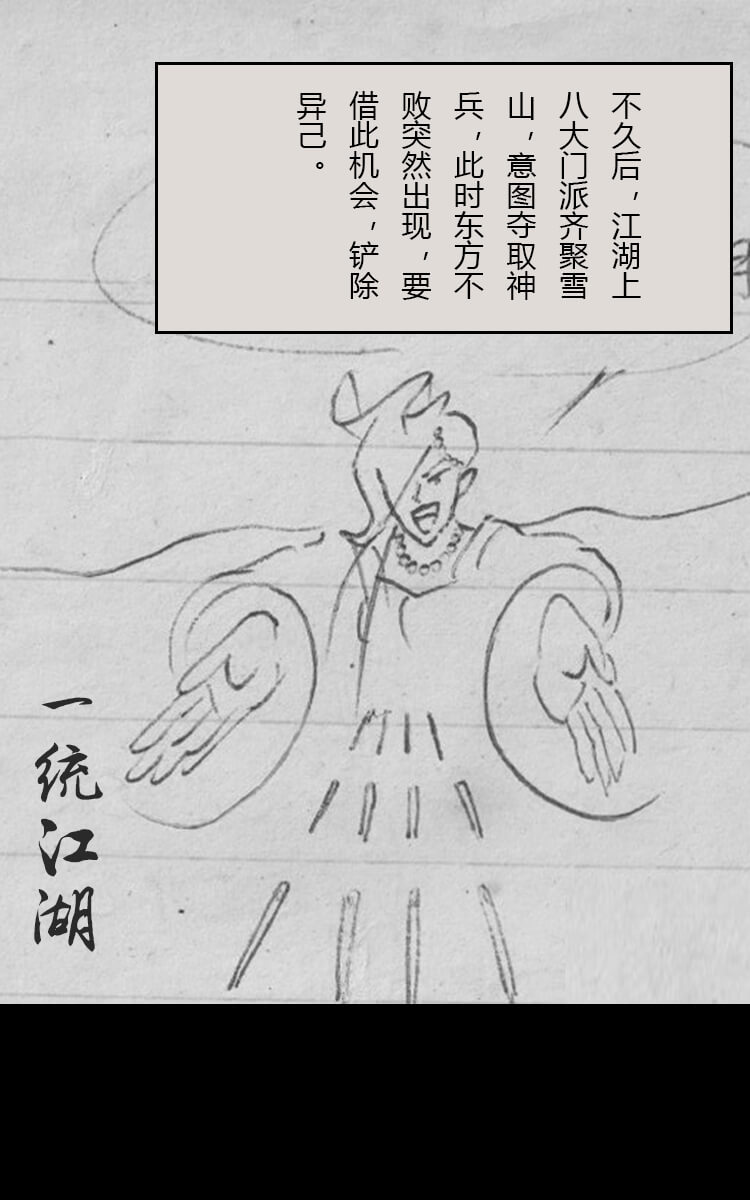 不久后，江湖上
八大门派齐聚雪
山，意图夺取神
兵，此时东方不
败突然出现，要
借此机会，铲除
异己。
一统江湖